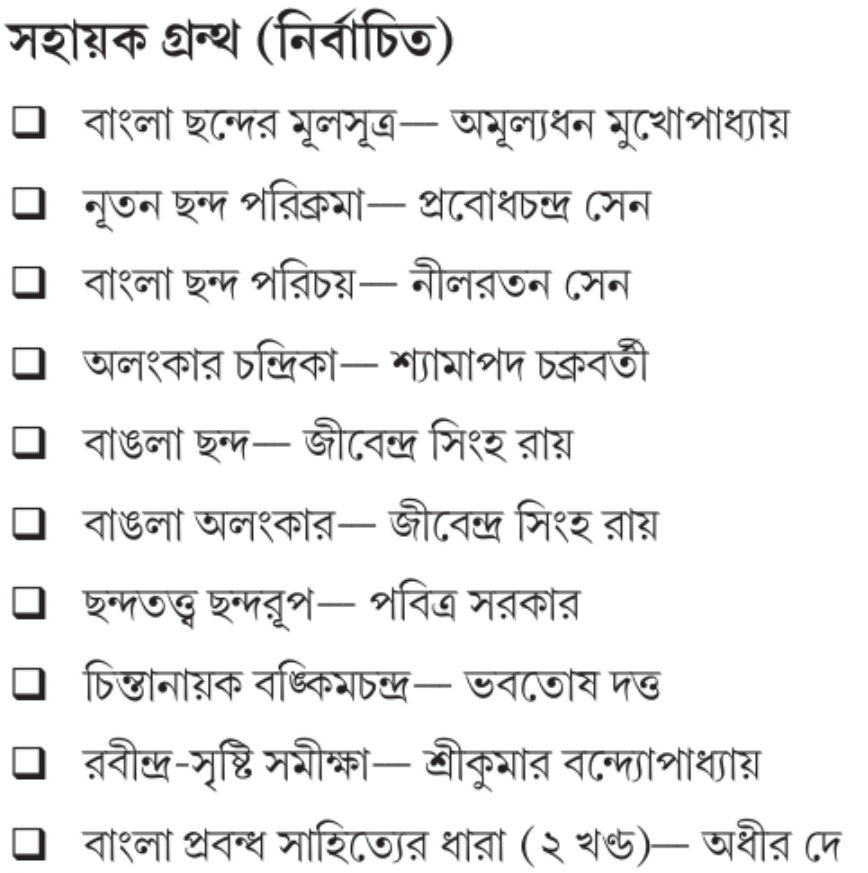 সহায়ক গ্রন্থ (নির্বাচিত)
❑ বাংলা ছন্দের মূলসূত্র— অমূল্যধন মুখোপাধ্যায়
❑ নূতন ছন্দ পরিক্রমা— প্রবোধচন্দ্র সেন
❑ বাংলা ছন্দ পরিচয়— নীলরতন সেন
❑ অলংকার চন্দ্রিকা— শ্যামাপদ চক্রবর্তী
❑ বাঙলা ছন্দ— জীবেন্দ্র সিংহ রায়
❑ বাঙলা অলংকার— জীবেন্দ্র সিংহ রায়
❑ ছন্দতত্ত্ব ছন্দরূপ— পবিত্র সরকার
❑ চিন্তানায়ক বঙ্কিমচন্দ্র— ভবতোষ দত্ত
❑ রবীন্দ্র-সৃষ্টি সমীক্ষা— শ্রীকুমার বন্দ্যোপাধ্যায়
❑ বাংলা প্রবন্ধ সাহিত্যের ধারা (২ খণ্ড)— অধীর দে